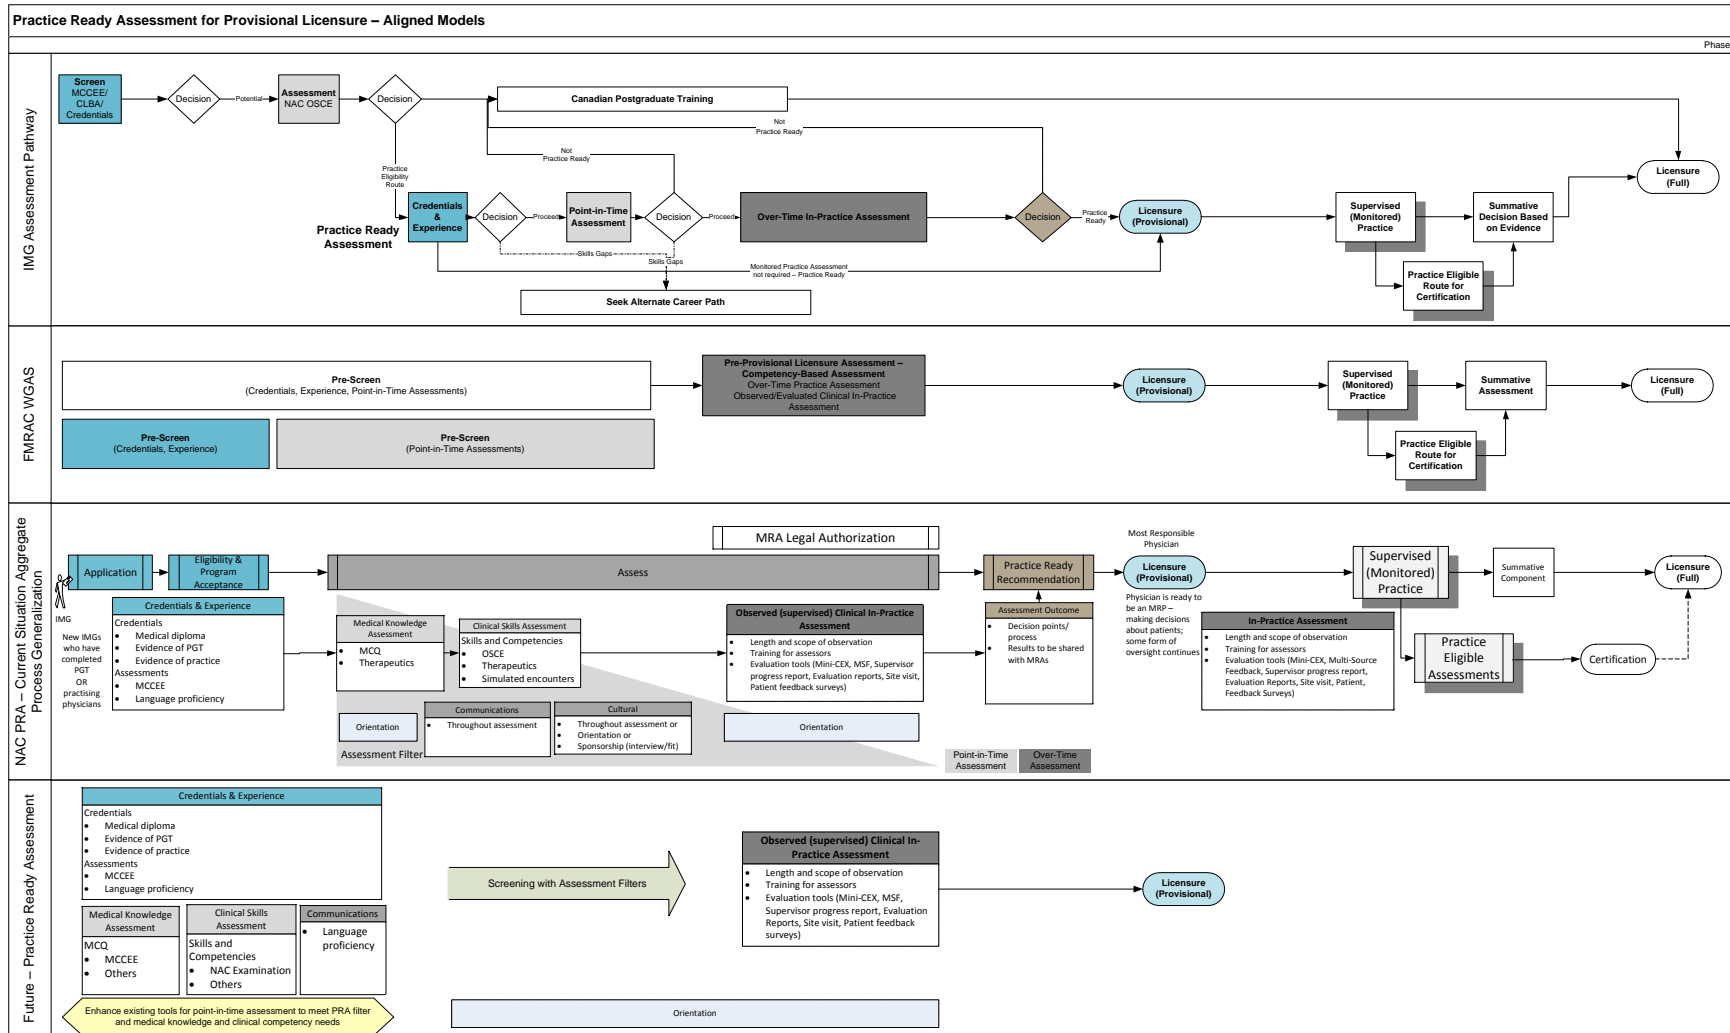 Practice Ready Assessment for Provisional Licensure – Aligned Models
Phase
IMG Assessment Pathway
Screen
MCCEE/
CLBA/
Credentials
Decision
Potential
Assessment
NAC OSCE
Decision
Canadian Postgraduate Training
Not
Practice Ready
Not
Practice Ready
Practice
Eligibility
Route
Practice Ready
Assessment
Credentials
&
Experience
Decision
Proceed
Point-in-Time
Assessment
Decision
Proceed
Over-Time In-Practice Assessment
Decision
Practice
Ready
Licensure
(Provisional)
Supervised
(Monitored)
Practice
Summative
Decision Based
on Evidence
Licensure
(Full)
Skills Gaps
Skills Gaps
Monitored Practice Assessment
not required – Practice Ready
Practice Eligible
Route for
Certification
Seek Alternate Career Path
FMRAC WGAS
Pre-Screen
(Credentials, Experience, Point-in-Time Assessments)
Pre-Provisional Licensure Assessment –
Competency-Based Assessment
Over-Time Practice Assessment
Observed/Evaluated Clinical In-Practice
Assessment
Licensure
(Provisional)
Supervised
(Monitored)
Practice
Summative
Assessment
Licensure
(Full)
Pre-Screen
(Credentials, Experience)
Pre-Screen
(Point-in-Time Assessments)
Practice Eligible
Route for
Certification
NAC PRA – Current Situation Aggregate
Process Generalization
MRA Legal Authorization
IMG
New IMGs
who have
completed
PGT
OR
practising
physicians
Application
Eligibility &
Program
Acceptance
Assess
Practice Ready
Recommendation
Most Responsible
Physician
Licensure
(Provisional)
Physician is ready to
be an MRP –
making decisions
about patients;
some form of
oversight continues
Supervised
(Monitored)
Practice
Summative
Component
Licensure
(Full)
Credentials & Experience
Credentials
• Medical diploma
• Evidence of PGT
• Evidence of practice
Assessments
• MCCEE
• Language proficiency
Medical Knowledge
Assessment
• MCQ
• Therapeutics
Clinical Skills Assessment
Skills and Competencies
• OSCE
• Therapeutics
• Simulated encounters
Observed (supervised) Clinical In-Practice
Assessment
• Length and scope of observation
• Training for assessors
• Evaluation tools (Mini-CEX, MSF, Supervisor
progress report, Evaluation reports, Site visit,
Patient feedback surveys)
Assessment Outcome
• Decision points/
process
• Results to be shared
with MRAs
In-Practice Assessment
• Length and scope of observation
• Training for assessors
• Evaluation tools (Mini-CEX, Multi-Source
Feedback, Supervisor progress report,
Evaluation Reports, Site visit, Patient,
Feedback Surveys)
Practice
Eligible
Assessments
Certification
Orientation
Communications
• Throughout assessment
Cultural
• Throughout assessment or
• Orientation or
• Sponsorship (interview/fit)
Orientation
Assessment Filter
Point-in-Time
Assessment
Over-Time
Assessment
Future – Practice Ready Assessment
Credentials & Experience
Credentials
• Medical diploma
• Evidence of PGT
• Evidence of practice
Assessments
• MCCEE
• Language proficiency
Medical Knowledge
Assessment
MCQ
• MCCEE
• Others
Clinical Skills
Assessment
Skills and
Competencies
• NAC Examination
• Others
Communications
• Language
proficiency
Enhance existing tools for point-in-time assessment to meet PRA filter
and medical knowledge and clinical competency needs
Screening with Assessment Filters
Observed (supervised) Clinical In-
Practice Assessment
• Length and scope of observation
• Training for assessors
• Evaluation tools (Mini-CEX, MSF,
Supervisor progress report, Evaluation
Reports, Site visit, Patient feedback
surveys)
Licensure
(Provisional)
Orientation